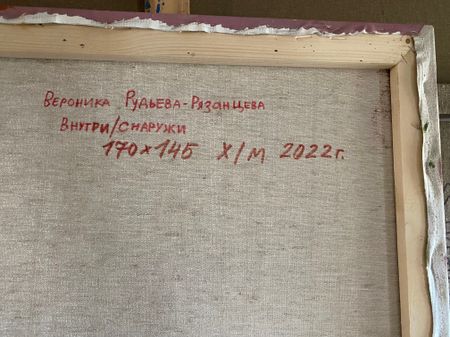 Вероника Рудьева-Рязанцева
Внутри/снаружи
170×145 Х/М 2022г.